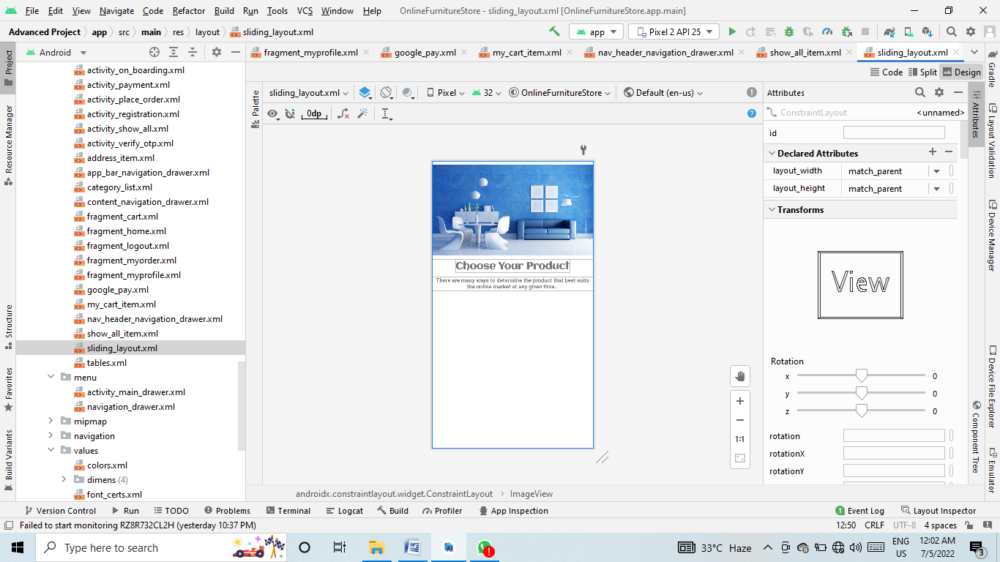 File Edit View Navigate Code Refactor Build Run Tools VCS Window Help OnlineFurnitureStore - sliding_layout.xml [OnlineFurnitureStore.app.main]
Advanced Project app src main res layout sliding_layout.xml app Pixel 2 API 25
Android fragment_myprofile.xml google_pay.xml my_cart_item.xml nav_header_navigation_drawer.xml show_all_item.xml sliding_layout.xml
Code Split Design
Project
Resource Manager
Structure
Favorites
Build Variants
activity_on_boarding.xml
activity_payment.xml
activity_place_order.xml
activity_registration.xml
activity_show_all.xml
activity_verify_otp.xml
address_item.xml
app_bar_navigation_drawer.xml
category_list.xml
content_navigation_drawer.xml
fragment_cart.xml
fragment_home.xml
fragment_logout.xml
fragment_myorder.xml
fragment_myprofile.xml
google_pay.xml
my_cart_item.xml
nav_header_navigation_drawer.xml
show_all_item.xml
sliding_layout.xml
tables.xml
menu
activity_main_drawer.xml
navigation_drawer.xml
mipmap
navigation
values
colors.xml
dimens (4)
font_certs.xml
Palette
sliding_layout.xml Pixel 32 OnlineFurnitureStore Default (en-us)
0dp
Choose Your Product
There are many ways to determine the product that best suits
the online market at any given time..
1:1
androidx.constraintlayout.widget.ConstraintLayout ImageView
Attributes
ConstraintLayout <unnamed>
id
Declared Attributes
layout_width match_parent
layout_height match_parent
Transforms
View
Rotation
x 0
y 0
z 0
rotation
rotationX
rotationY
Attributes
Component Tree
Gradle
Layout Validation
Device Manager
Device File Explorer
Emulator
Version Control Run TODO Problems Terminal Logcat Build Profiler App Inspection 1 Event Log Layout Inspector
Failed to start monitoring RZ8R732CL2H (yesterday 10:37 PM) 12:50 CRLF UTF-8 4 spaces
Type here to search 33°C Haze ENG 12:02 AM
US 7/5/2022 3